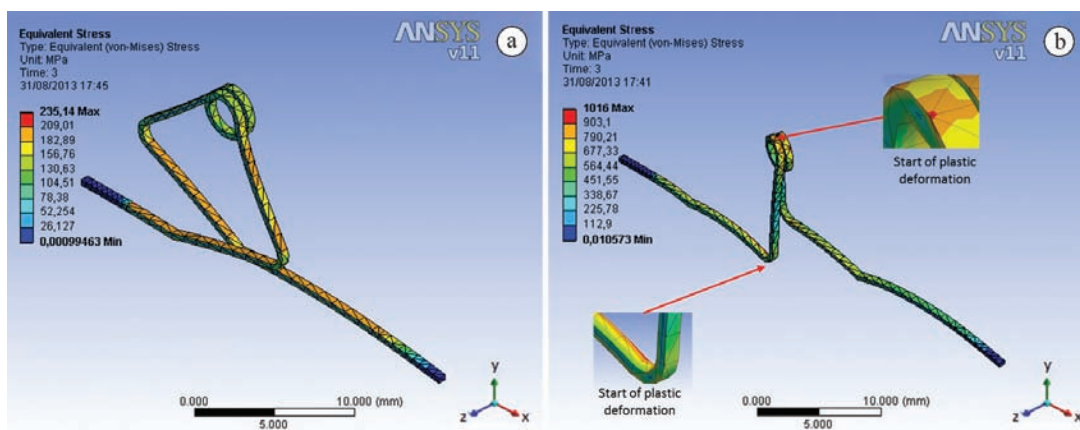 Equivalent Stress
Type: Equivalent (von-Mises) Stress
Unit: MPa
Time: 3
31/08/2013 17:45
235,14 Max
209,01
182,89
156,76
130,63
104,51
78,38
52,254
26,127
0,00099463 Min
ANSYS
v11
a
0.000
10.000 (mm)
5.000
y
z
x
Equivalent Stress
Type: Equivalent (von-Mises) Stress
Unit: MPa
Time: 3
31/08/2013 17:41
1016 Max
903,1
790,21
677,33
564,44
451,55
338,67
225,78
112,9
0,010573 Min
ANSYS
v11
b
Start of plastic
deformation
Start of plastic
deformation
0.000
10.000 (mm)
5.000
y
z
x